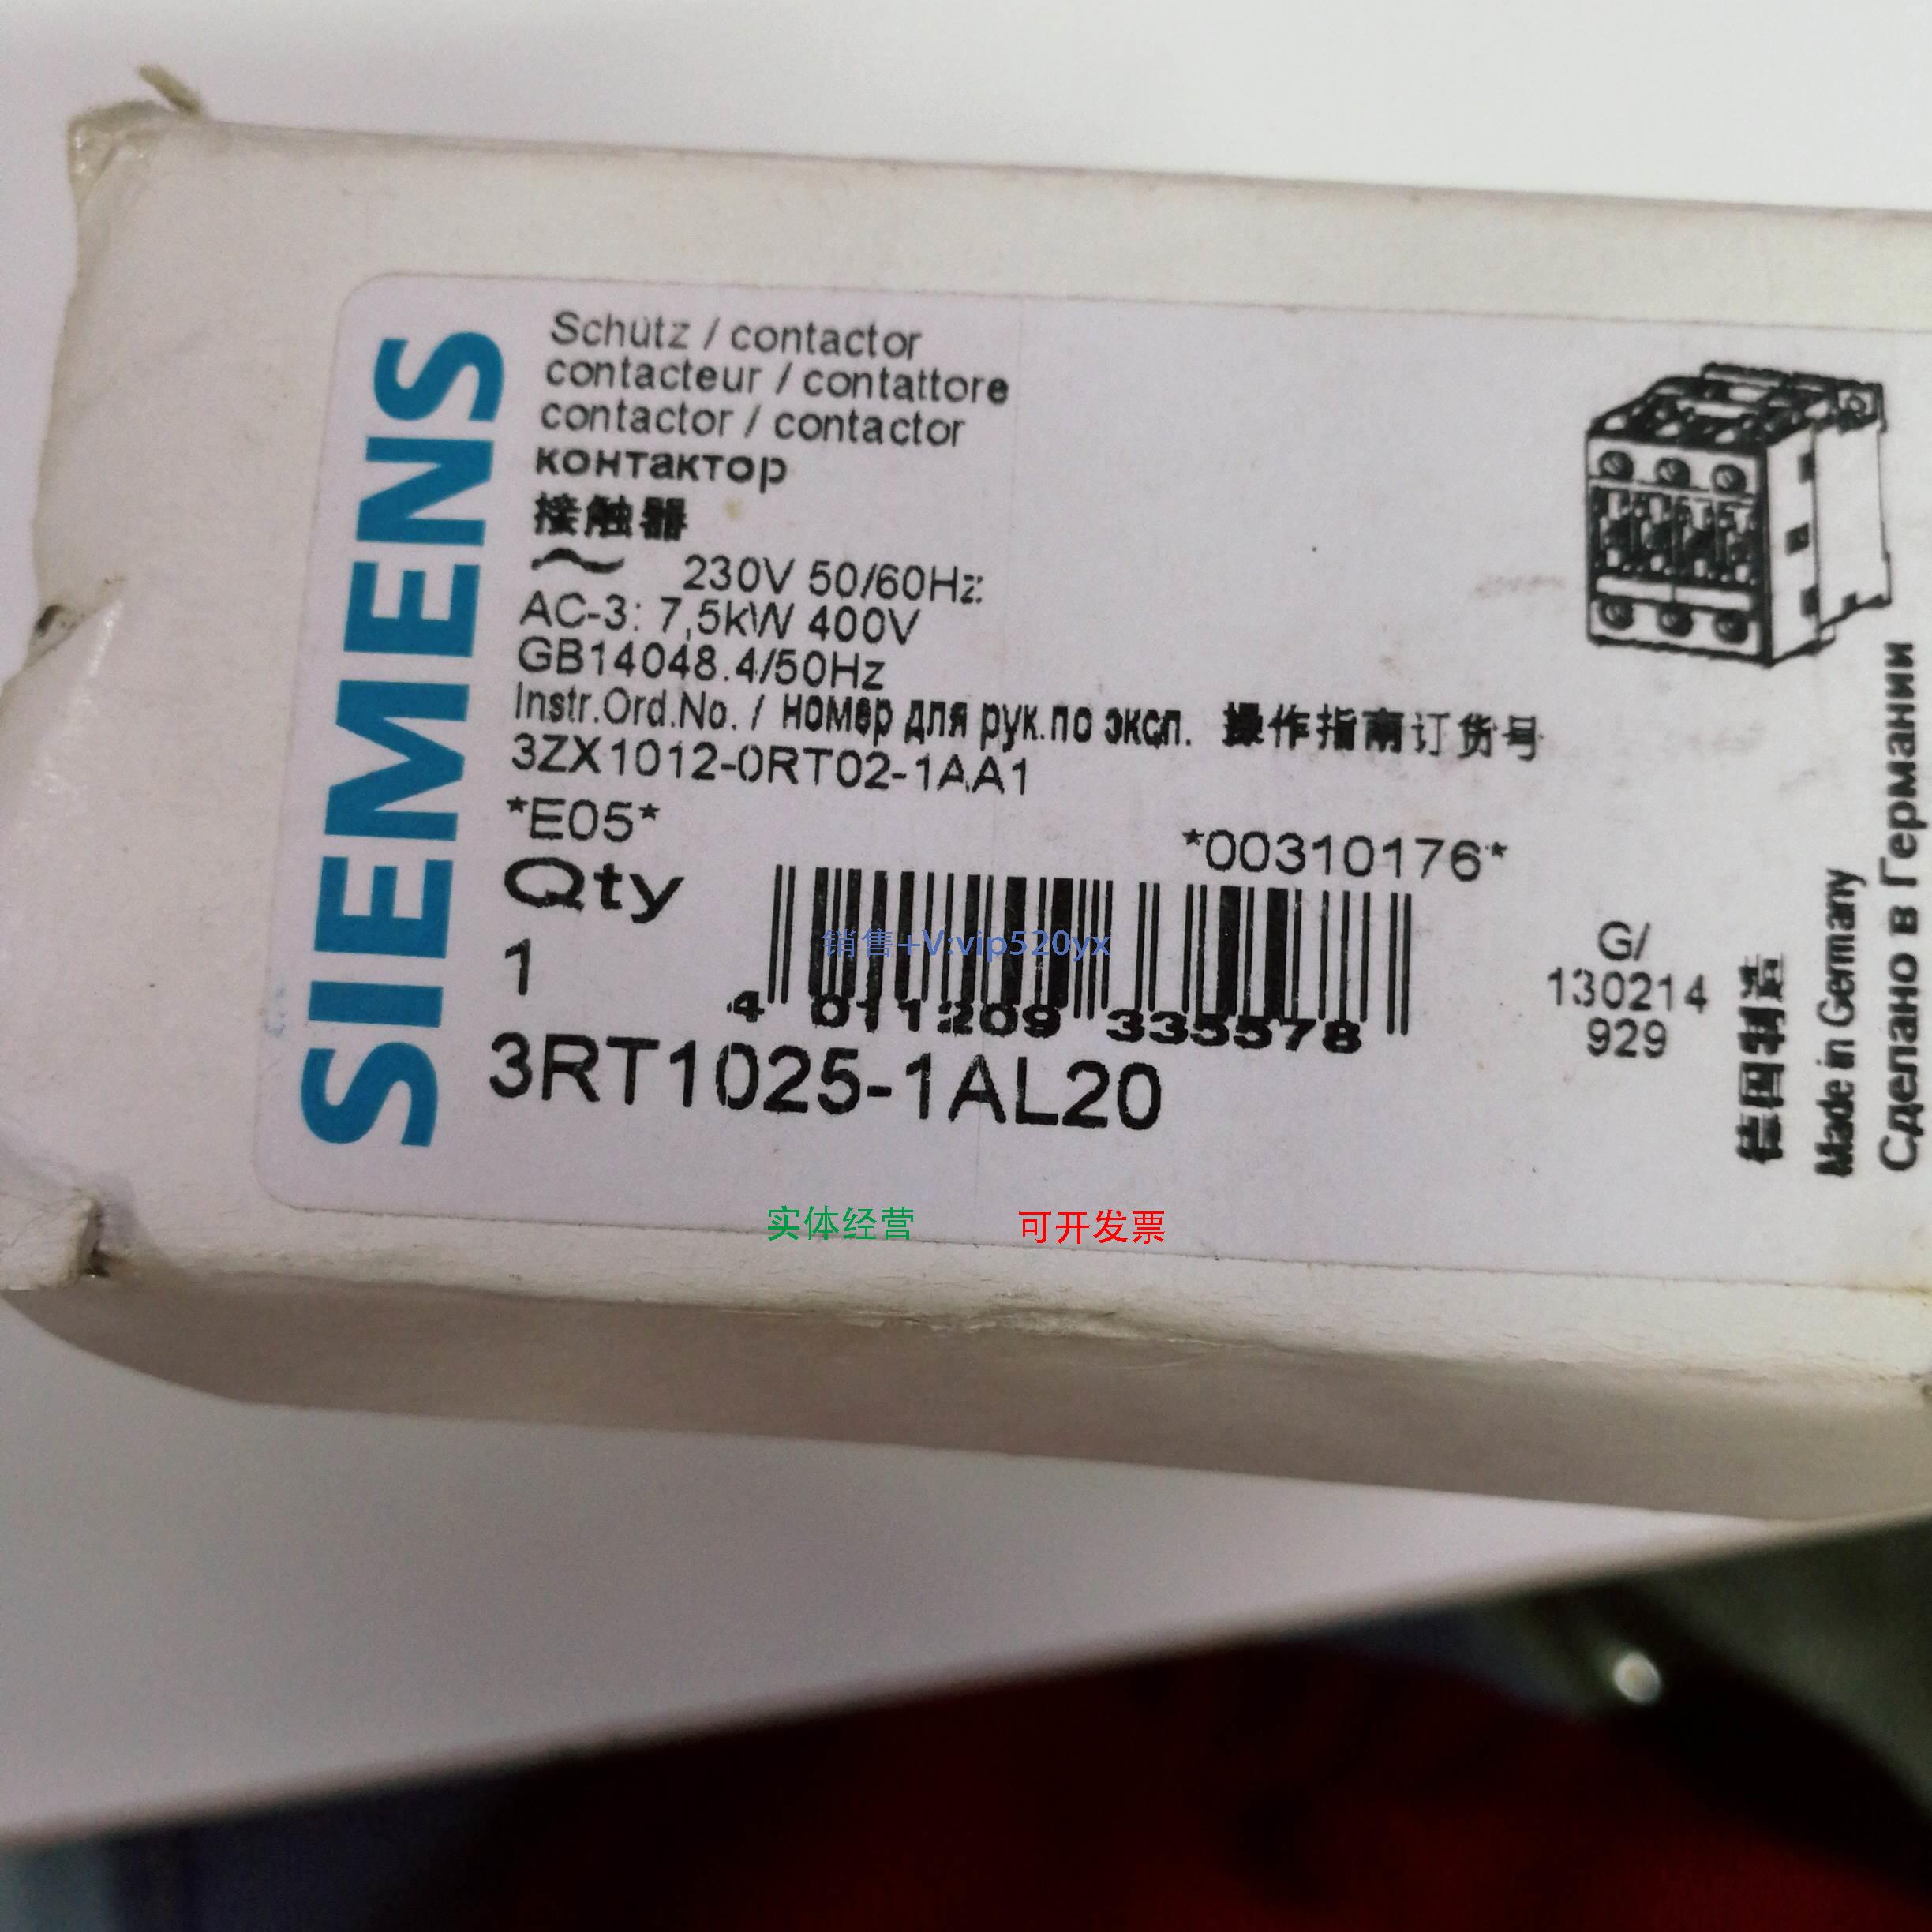 SIEMENS
Schütz / contactor
contacteur / contattore
contactor / contactor
контактор
接触器
~ 230V 50/60Hz:
AC-3: 7,5kW 400V
GB14048.4/50Hz
Instr.Ord.No. / номер для рук.по эксп. 操作指南订货号
3ZX1012-0RT02-1AA1
*E05*
*00310176*
Qty
1
销售+V:vip520yx
4 011209 335578
3RT1025-1AL20
G/
130214
929
德国制造
Made in Germany
Сделано в Германии
实体经营 可开发票